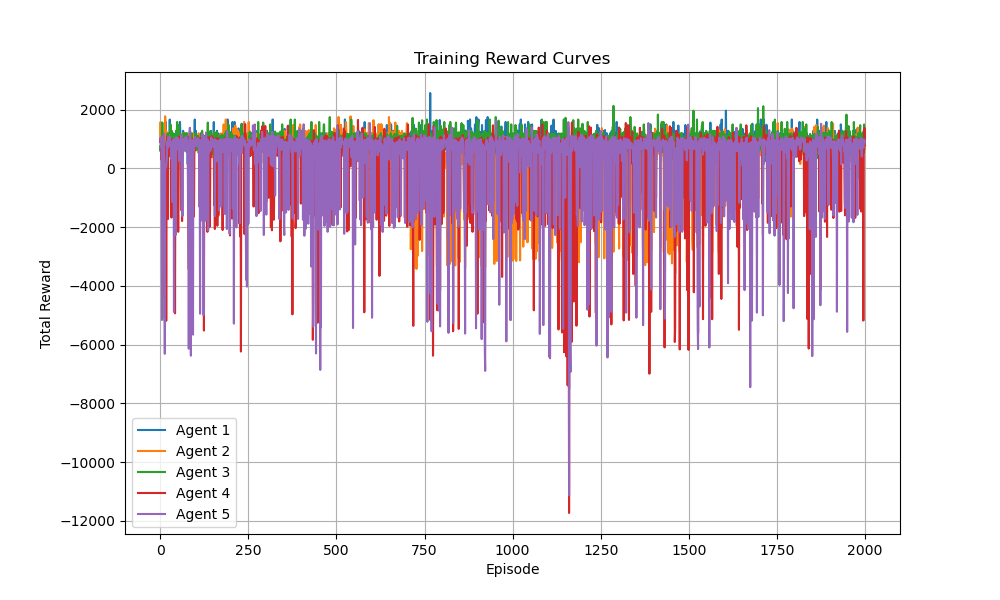 Training Reward Curves
2000
0
−2000
−4000
−6000
−8000
−10000
−12000
Total Reward
Agent 1
Agent 2
Agent 3
Agent 4
Agent 5
0 250 500 750 1000 1250 1500 1750 2000
Episode